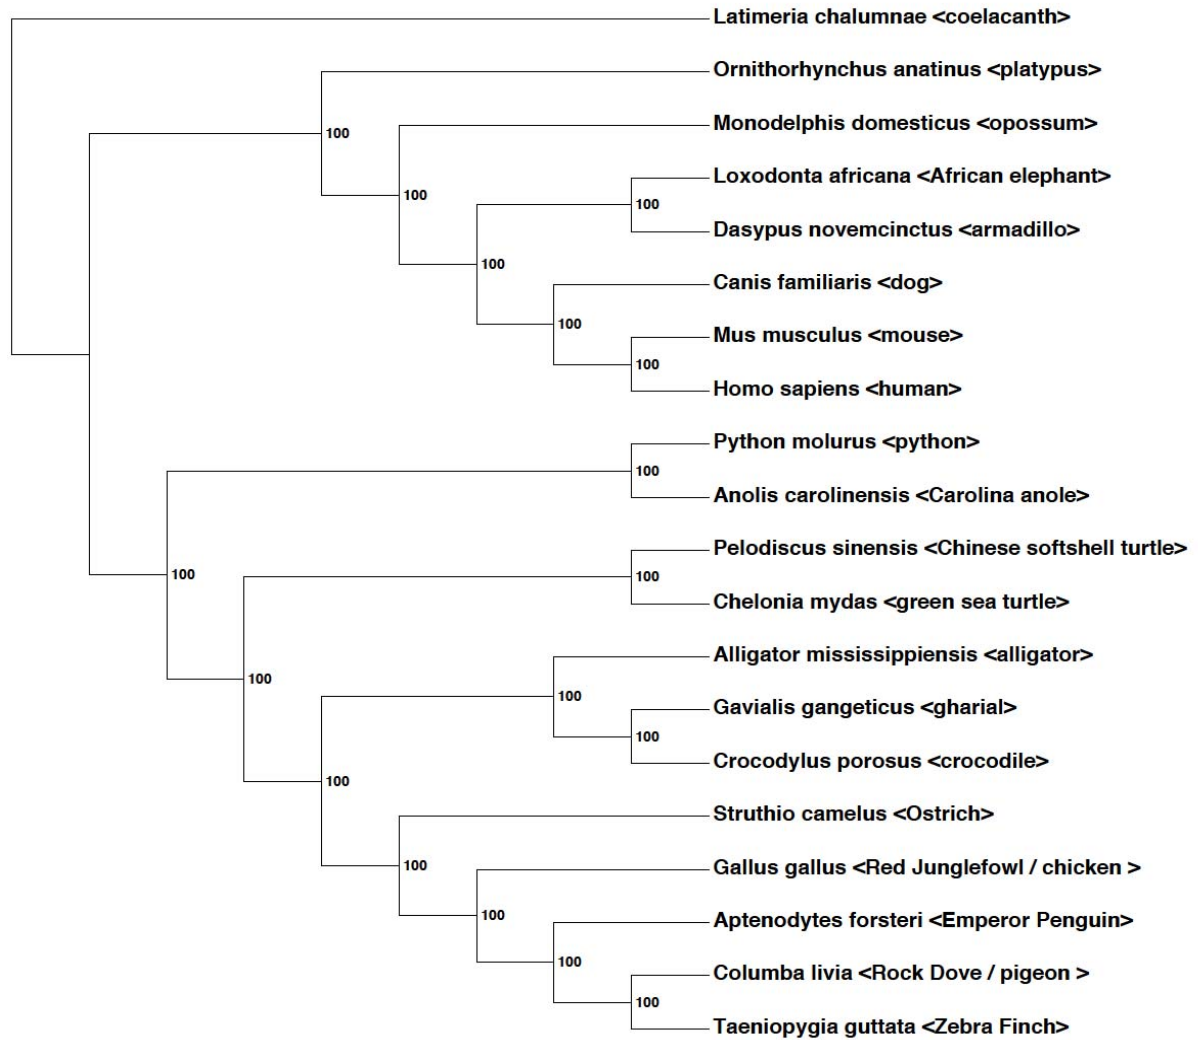 Latimeria chalumnae <coelacanth>
Ornithorhynchus anatinus <platypus>
100
Monodelphis domesticus <opossum>
100
Loxodonta africana <African elephant>
100
Dasypus novemcinctus <armadillo>
100
Canis familiaris <dog>
100
Mus musculus <mouse>
100
Homo sapiens <human>
Python molurus <python>
100
Anolis carolinensis <Carolina anole>
Pelodiscus sinensis <Chinese softshell turtle>
100
100
Chelonia mydas <green sea turtle>
Alligator mississippiensis <alligator>
100
100
Gavialis gangeticus <gharial>
100
Crocodylus porosus <crocodile>
100
Struthio camelus <Ostrich>
100
Gallus gallus <Red Junglefowl / chicken >
100
Aptenodytes forsteri <Emperor Penguin>
100
Columba livia <Rock Dove / pigeon >
100
Taeniopygia guttata <Zebra Finch>